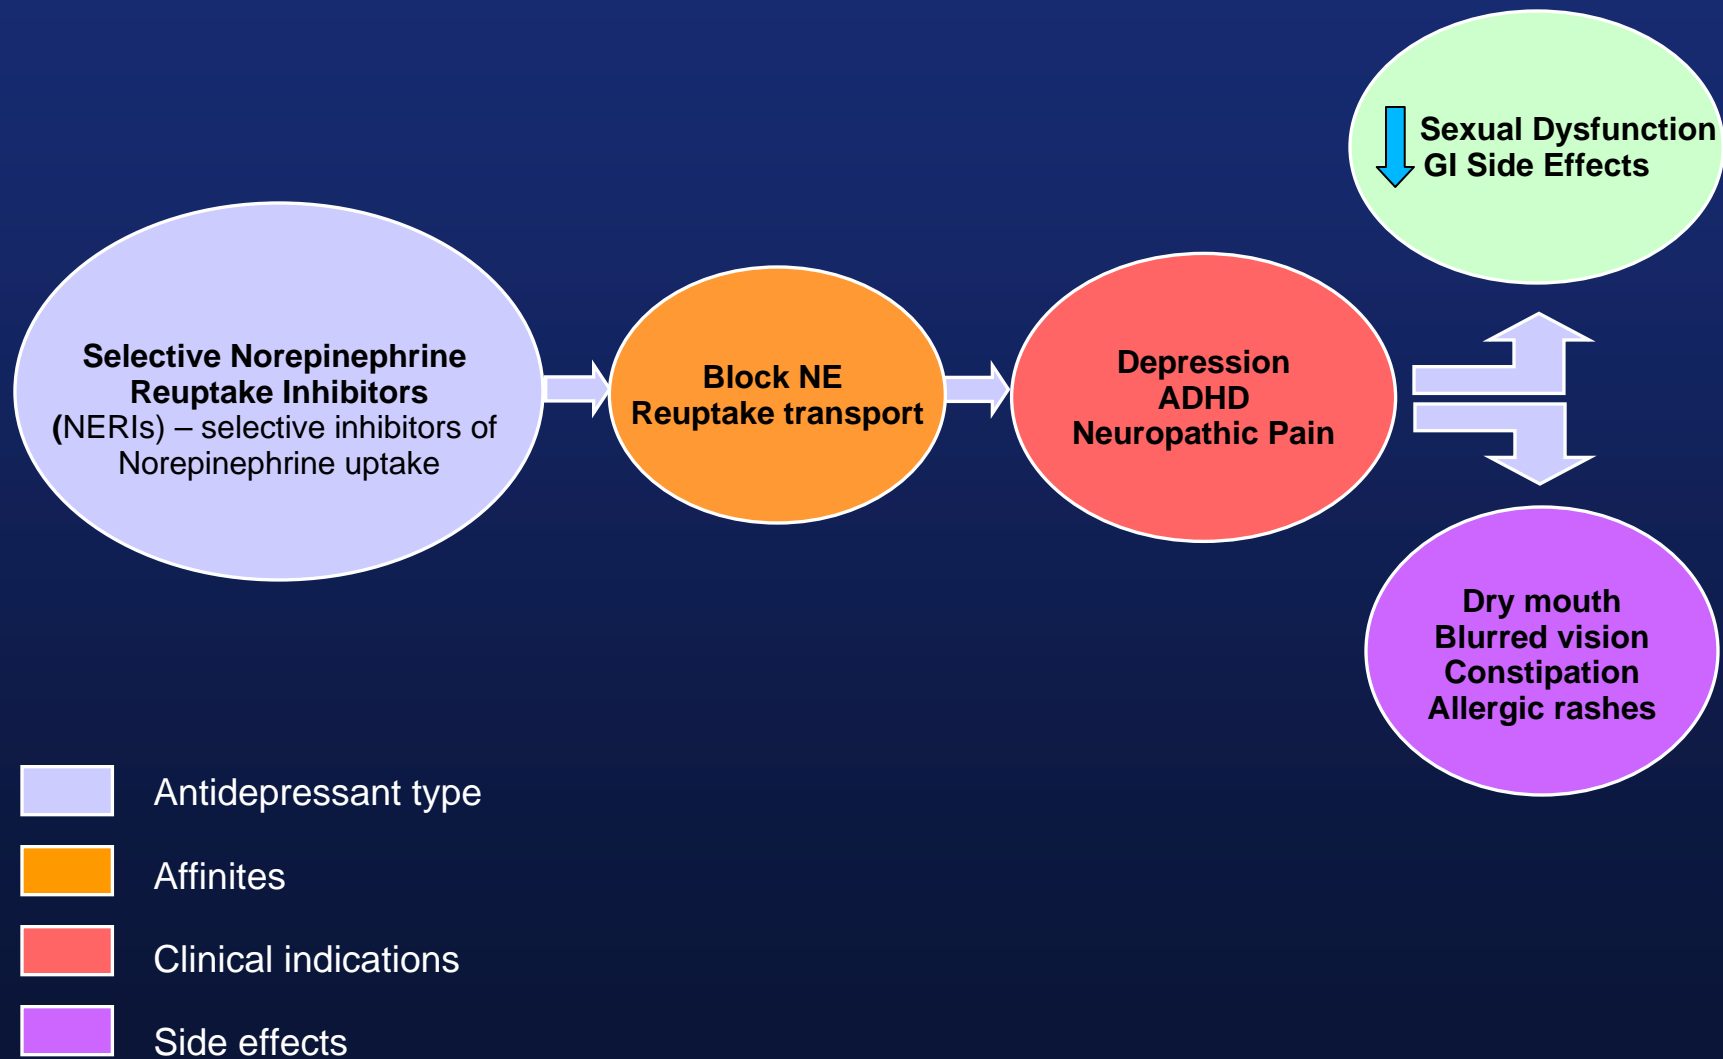 Selective Norepinephrine
Reuptake Inhibitors
(NERIs) – selective inhibitors of
Norepinephrine uptake
Block NE
Reuptake transport
Depression
ADHD
Neuropathic Pain
Sexual Dysfunction
GI Side Effects
Dry mouth
Blurred vision
Constipation
Allergic rashes
Antidepressant type
Affinites
Clinical indications
Side effects